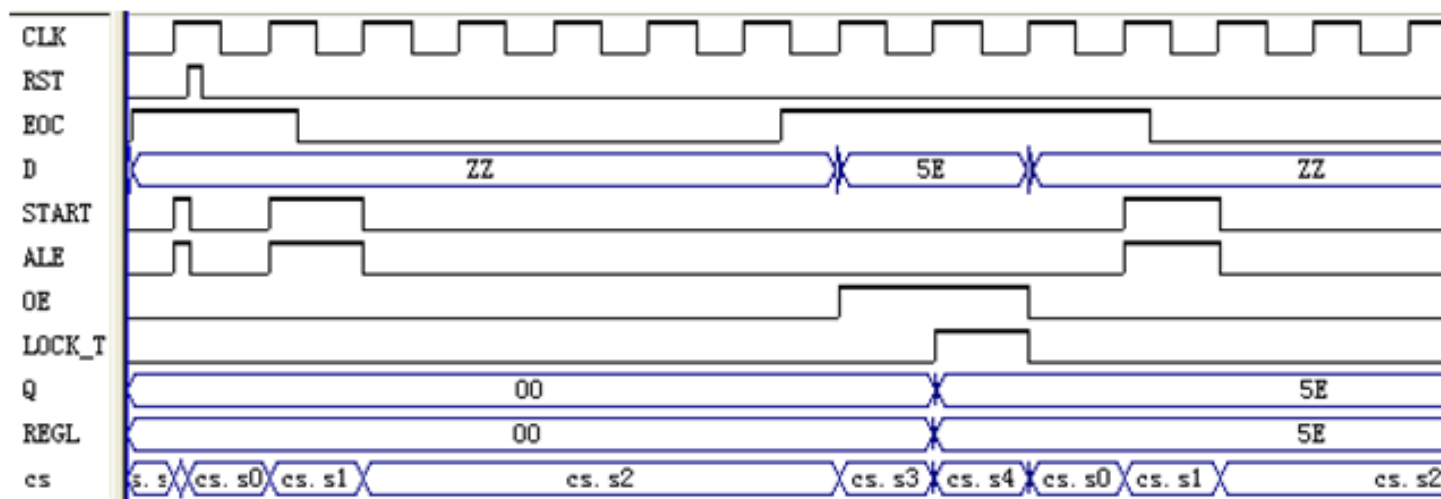 CLK
RST
EOC
D ZZ 5E ZZ
START
ALE
OE
LOCK_T
Q 00 5E
REGL 00 5E
cs s. s cs. s0 cs. s1 cs. s2 cs. s3 cs. s4 cs. s0 cs. s1 cs. s2